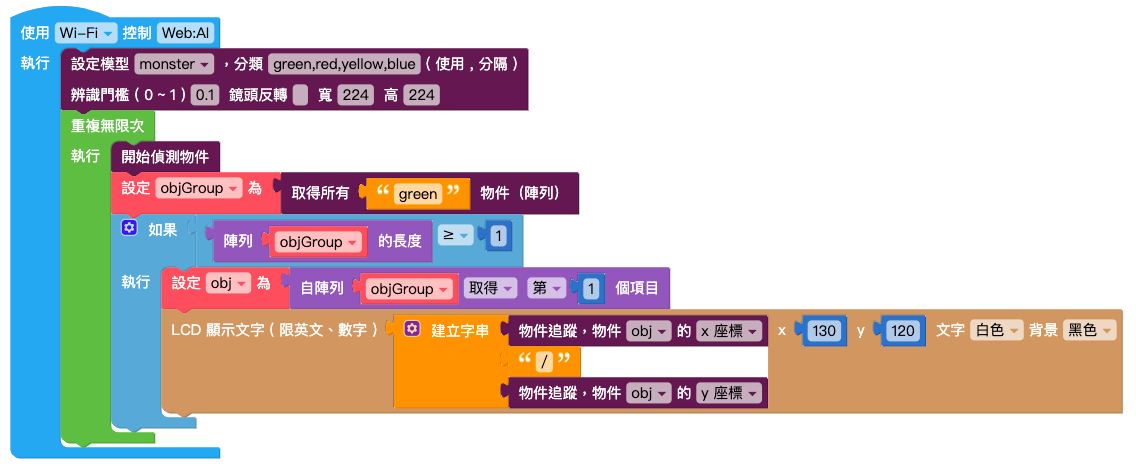 使用 Wi-Fi 控制 Web:AI
執行 設定模型 monster ，分類 green,red,yellow,blue ( 使用 , 分隔 )
辨識門檻 ( 0 ~ 1 ) 0.1 鏡頭反轉 寬 224 高 224
重複無限次
執行 開始偵測物件
設定 objGroup 為 取得所有 “ green ” 物件（陣列）
如果 陣列 objGroup 的長度 ≥ 1
執行 設定 obj 為 自陣列 objGroup 取得 第 1 個項目
LCD 顯示文字 ( 限英文、數字 ) 建立字串 物件追蹤，物件 obj 的 x 座標 x 130 y 120 文字 白色 背景 黑色
“ / ”
物件追蹤，物件 obj 的 y 座標